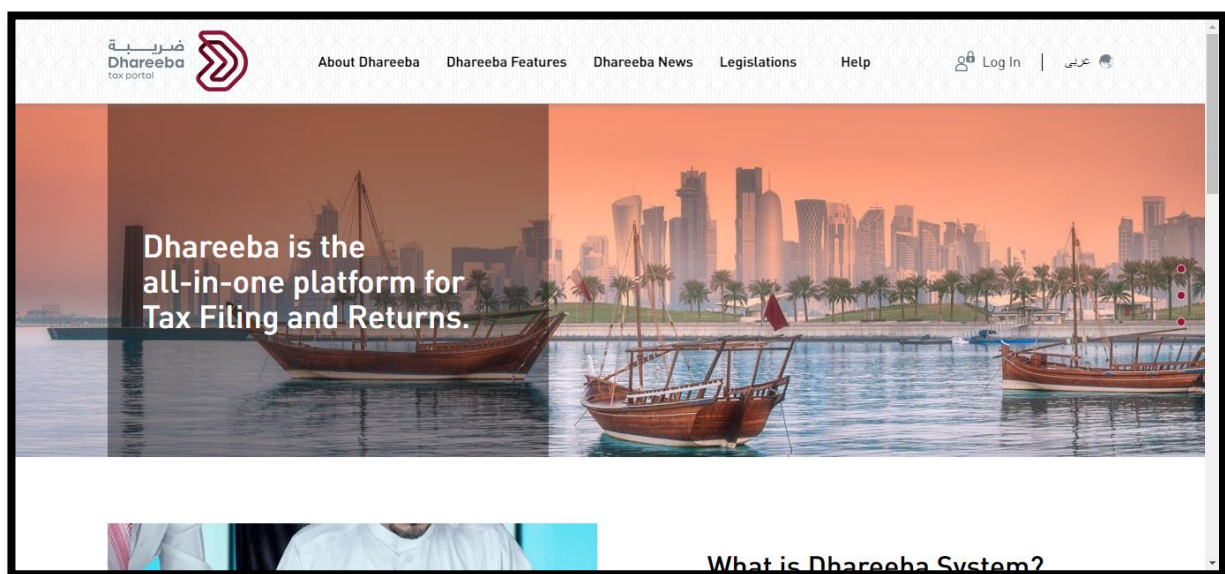 ضريبة
Dhareeba
tax portal
About Dhareeba
Dhareeba Features
Dhareeba News
Legislations
Help
Log In
عربى
Dhareeba is the
all-in-one platform for
Tax Filing and Returns.
What is Dhareeba System?